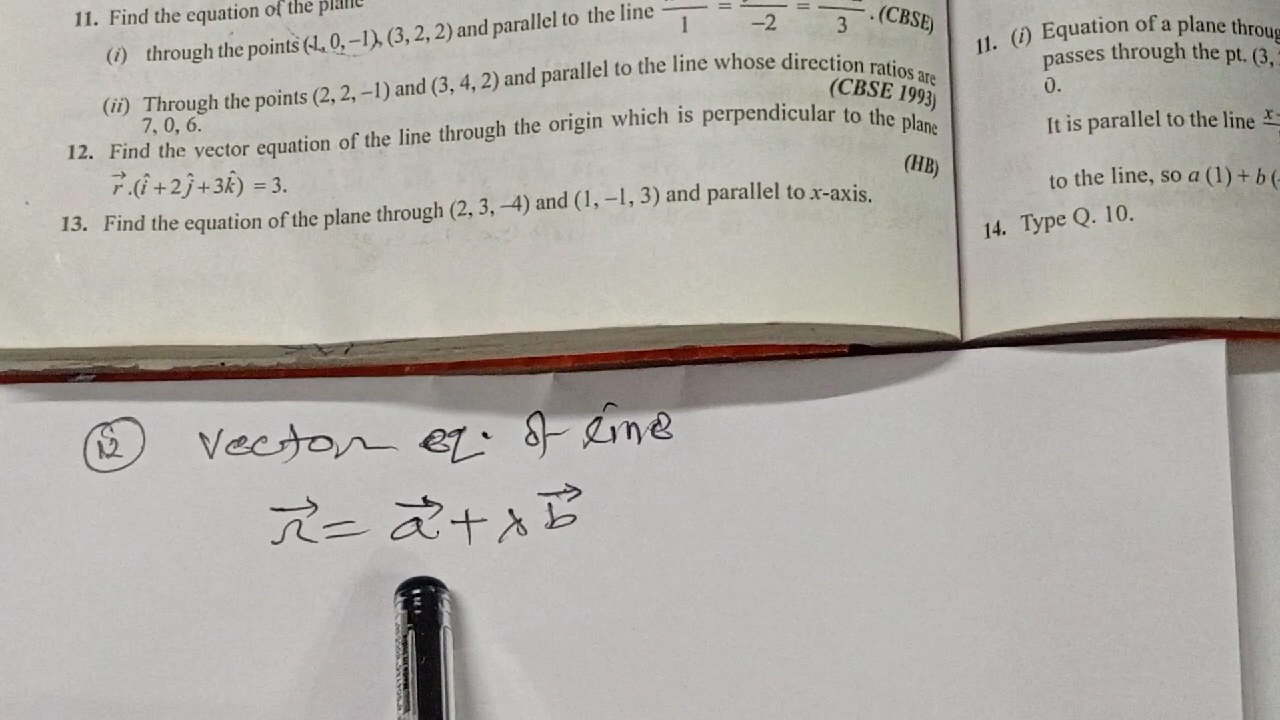 11. Find the equation of the plane
(i) through the points (1, 0, –1), (3, 2, 2) and parallel to the line /1 = /–2 = /3 . (CBSE)
(ii) Through the points (2, 2, –1) and (3, 4, 2) and parallel to the line whose direction ratios are
7, 0, 6. (CBSE 1993)
12. Find the vector equation of the line through the origin which is perpendicular to the plane
r⃗.(î + 2ĵ + 3k̂) = 3. (HB)
13. Find the equation of the plane through (2, 3, –4) and (1, –1, 3) and parallel to x-axis.
11. (i) Equation of a plane throug
passes through the pt. (3,
0.
It is parallel to the line
to the line, so a (1) + b (
14. Type Q. 10.
12 Vector eq. of line
r⃗ = a⃗ + λ b⃗